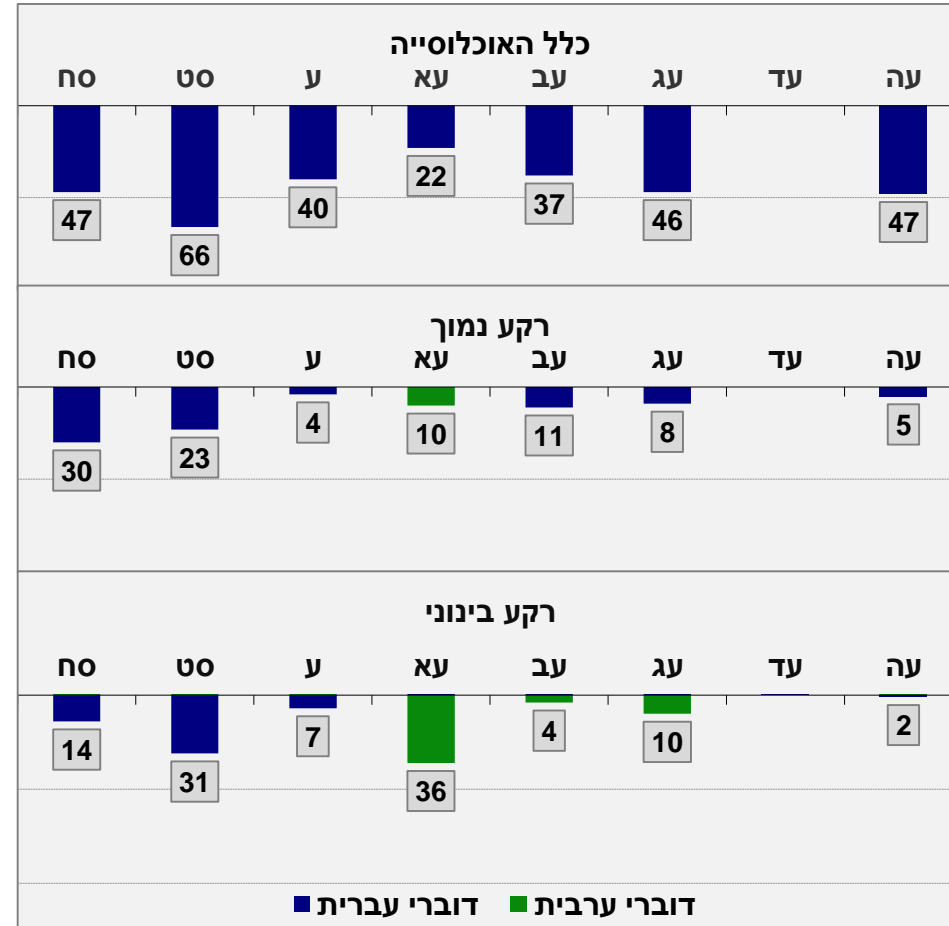 כלל האוכלוסייה
סח סט ע עא עב עג עד עה
47 66 40 22 37 46 47
רקע נמוך
סח סט ע עא עב עג עד עה
30 23 4 10 11 8 5
רקע בינוני
סח סט ע עא עב עג עד עה
14 31 7 36 4 10 2
דוברי עברית דוברי ערבית